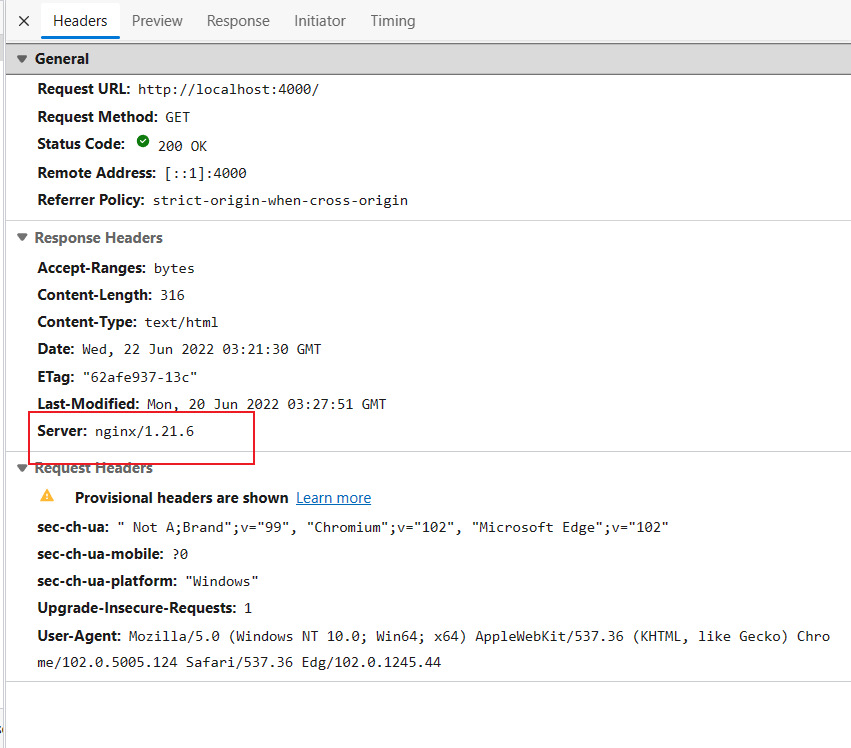 Headers Preview Response Initiator Timing
General
Request URL: http://localhost:4000/
Request Method: GET
Status Code: 200 OK
Remote Address: [::1]:4000
Referrer Policy: strict-origin-when-cross-origin
Response Headers
Accept-Ranges: bytes
Content-Length: 316
Content-Type: text/html
Date: Wed, 22 Jun 2022 03:21:30 GMT
ETag: "62afe937-13c"
Last-Modified: Mon, 20 Jun 2022 03:27:51 GMT
Server: nginx/1.21.6
Request Headers
Provisional headers are shown Learn more
sec-ch-ua: " Not A;Brand";v="99", "Chromium";v="102", "Microsoft Edge";v="102"
sec-ch-ua-mobile: ?0
sec-ch-ua-platform: "Windows"
Upgrade-Insecure-Requests: 1
User-Agent: Mozilla/5.0 (Windows NT 10.0; Win64; x64) AppleWebKit/537.36 (KHTML, like Gecko) Chro
me/102.0.5005.124 Safari/537.36 Edg/102.0.1245.44